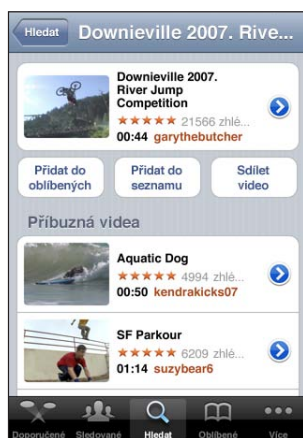 Hledat Downieville 2007. Rive...
Downieville 2007.
River Jump
Competition
★★★★★ 21566 zhlé...
00:44 garythebutcher
Přidat do oblíbených
Přidat do seznamu
Sdílet video
Příbuzná videa
Aquatic Dog
★★★★★ 4994 zhlé...
00:50 kendrakicks07
SF Parkour
★★★★★ 6209 zhlé...
01:14 suzybear6
Doporučené Sledované Hledat Oblíbené Více